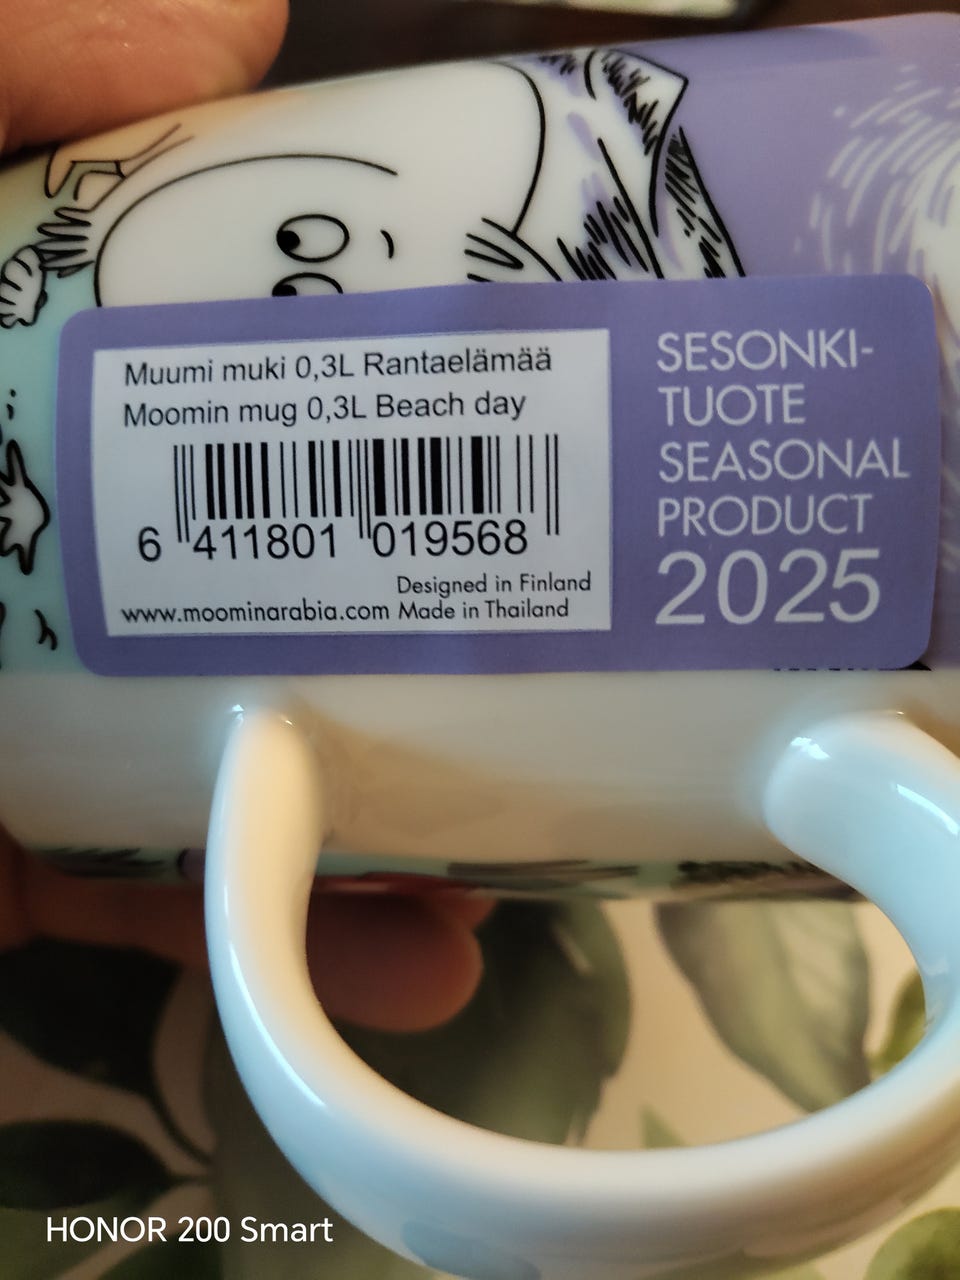 Muumi muki 0,3L Rantaelämää
Moomin mug 0,3L Beach day
6 411801 019568
Designed in Finland
www.moominarabia.com Made in Thailand
SESONKI-
TUOTE
SEASONAL
PRODUCT
2025
HONOR 200 Smart